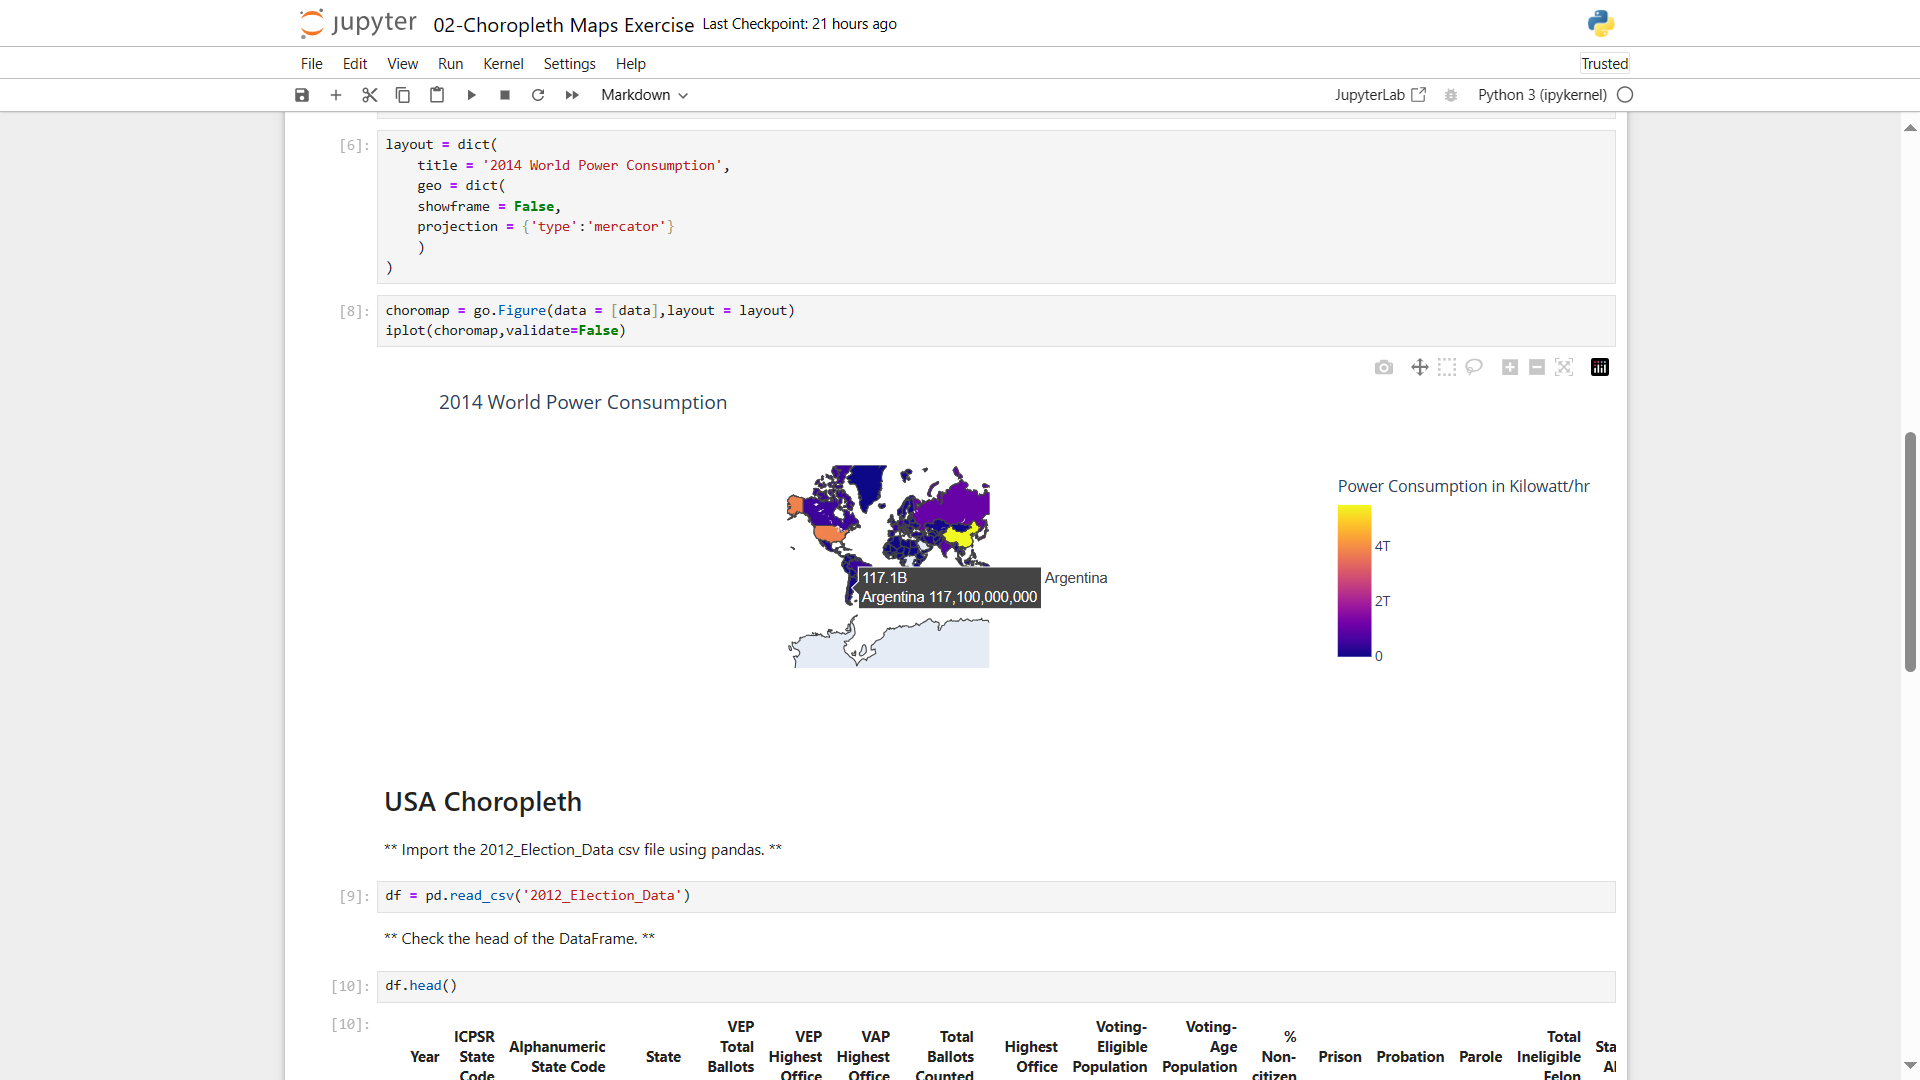 jupyter 02-Choropleth Maps Exercise Last Checkpoint: 21 hours ago
File Edit View Run Kernel Settings Help Trusted
Markdown JupyterLab Python 3 (ipykernel)
[6]: layout = dict(
title = '2014 World Power Consumption',
geo = dict(
showframe = False,
projection = {'type':'mercator'}
)
)
[8]: choromap = go.Figure(data = [data],layout = layout)
iplot(choromap,validate=False)
2014 World Power Consumption
Power Consumption in Kilowatt/hr
4T
2T
0
117.1B
Argentina 117,100,000,000
Argentina
USA Choropleth
** Import the 2012_Election_Data csv file using pandas. **
[9]: df = pd.read_csv('2012_Election_Data')
** Check the head of the DataFrame. **
[10]: df.head()
[10]:
VEP Voting- Voting-
ICPSR Total VEP VAP Total Highest Eligible Age % Total
Year State Alphanumeric State Ballots Highest Highest Ballots Office Population Population Non- Prison Probation Parole Ineligible Sta
Code State Code Office Office Counted citizen Felon